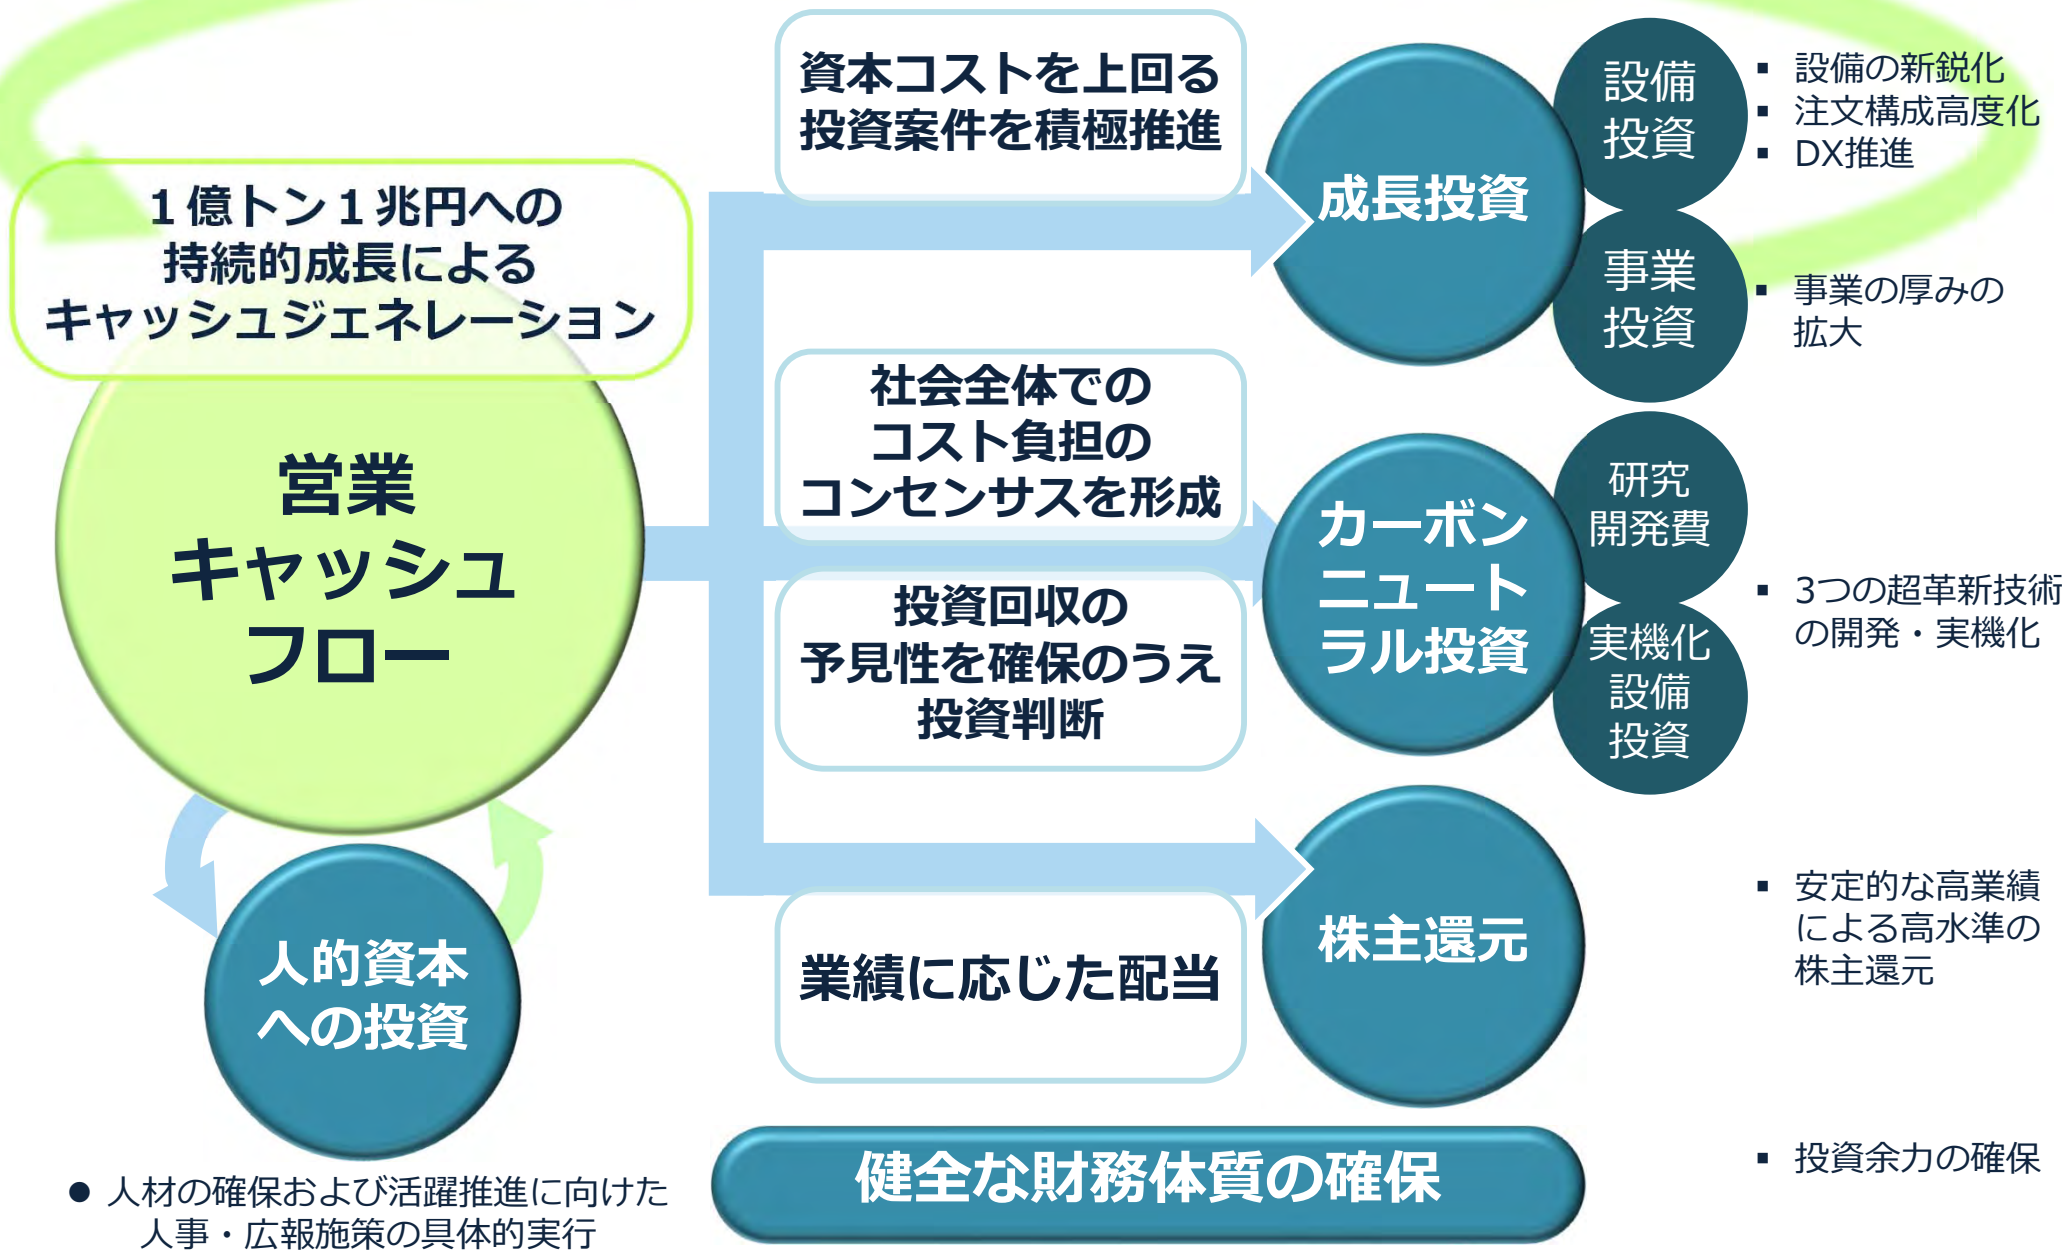 １億トン１兆円への
持続的成長による
キャッシュジェネレーション
営業
キャッシュ
フロー
人的資本
への投資
● 人材の確保および活躍推進に向けた
人事・広報施策の具体的実行
資本コストを上回る
投資案件を積極推進
成長投資
設備
投資
▪ 設備の新鋭化
▪ 注文構成高度化
▪ DX推進
事業
投資
▪ 事業の厚みの
拡大
社会全体での
コスト負担の
コンセンサスを形成
投資回収の
予見性を確保のうえ
投資判断
カーボン
ニュート
ラル投資
研究
開発費
実機化
設備
投資
▪ 3つの超革新技術
の開発・実機化
業績に応じた配当
株主還元
▪ 安定的な高業績
による高水準の
株主還元
健全な財務体質の確保
▪ 投資余力の確保